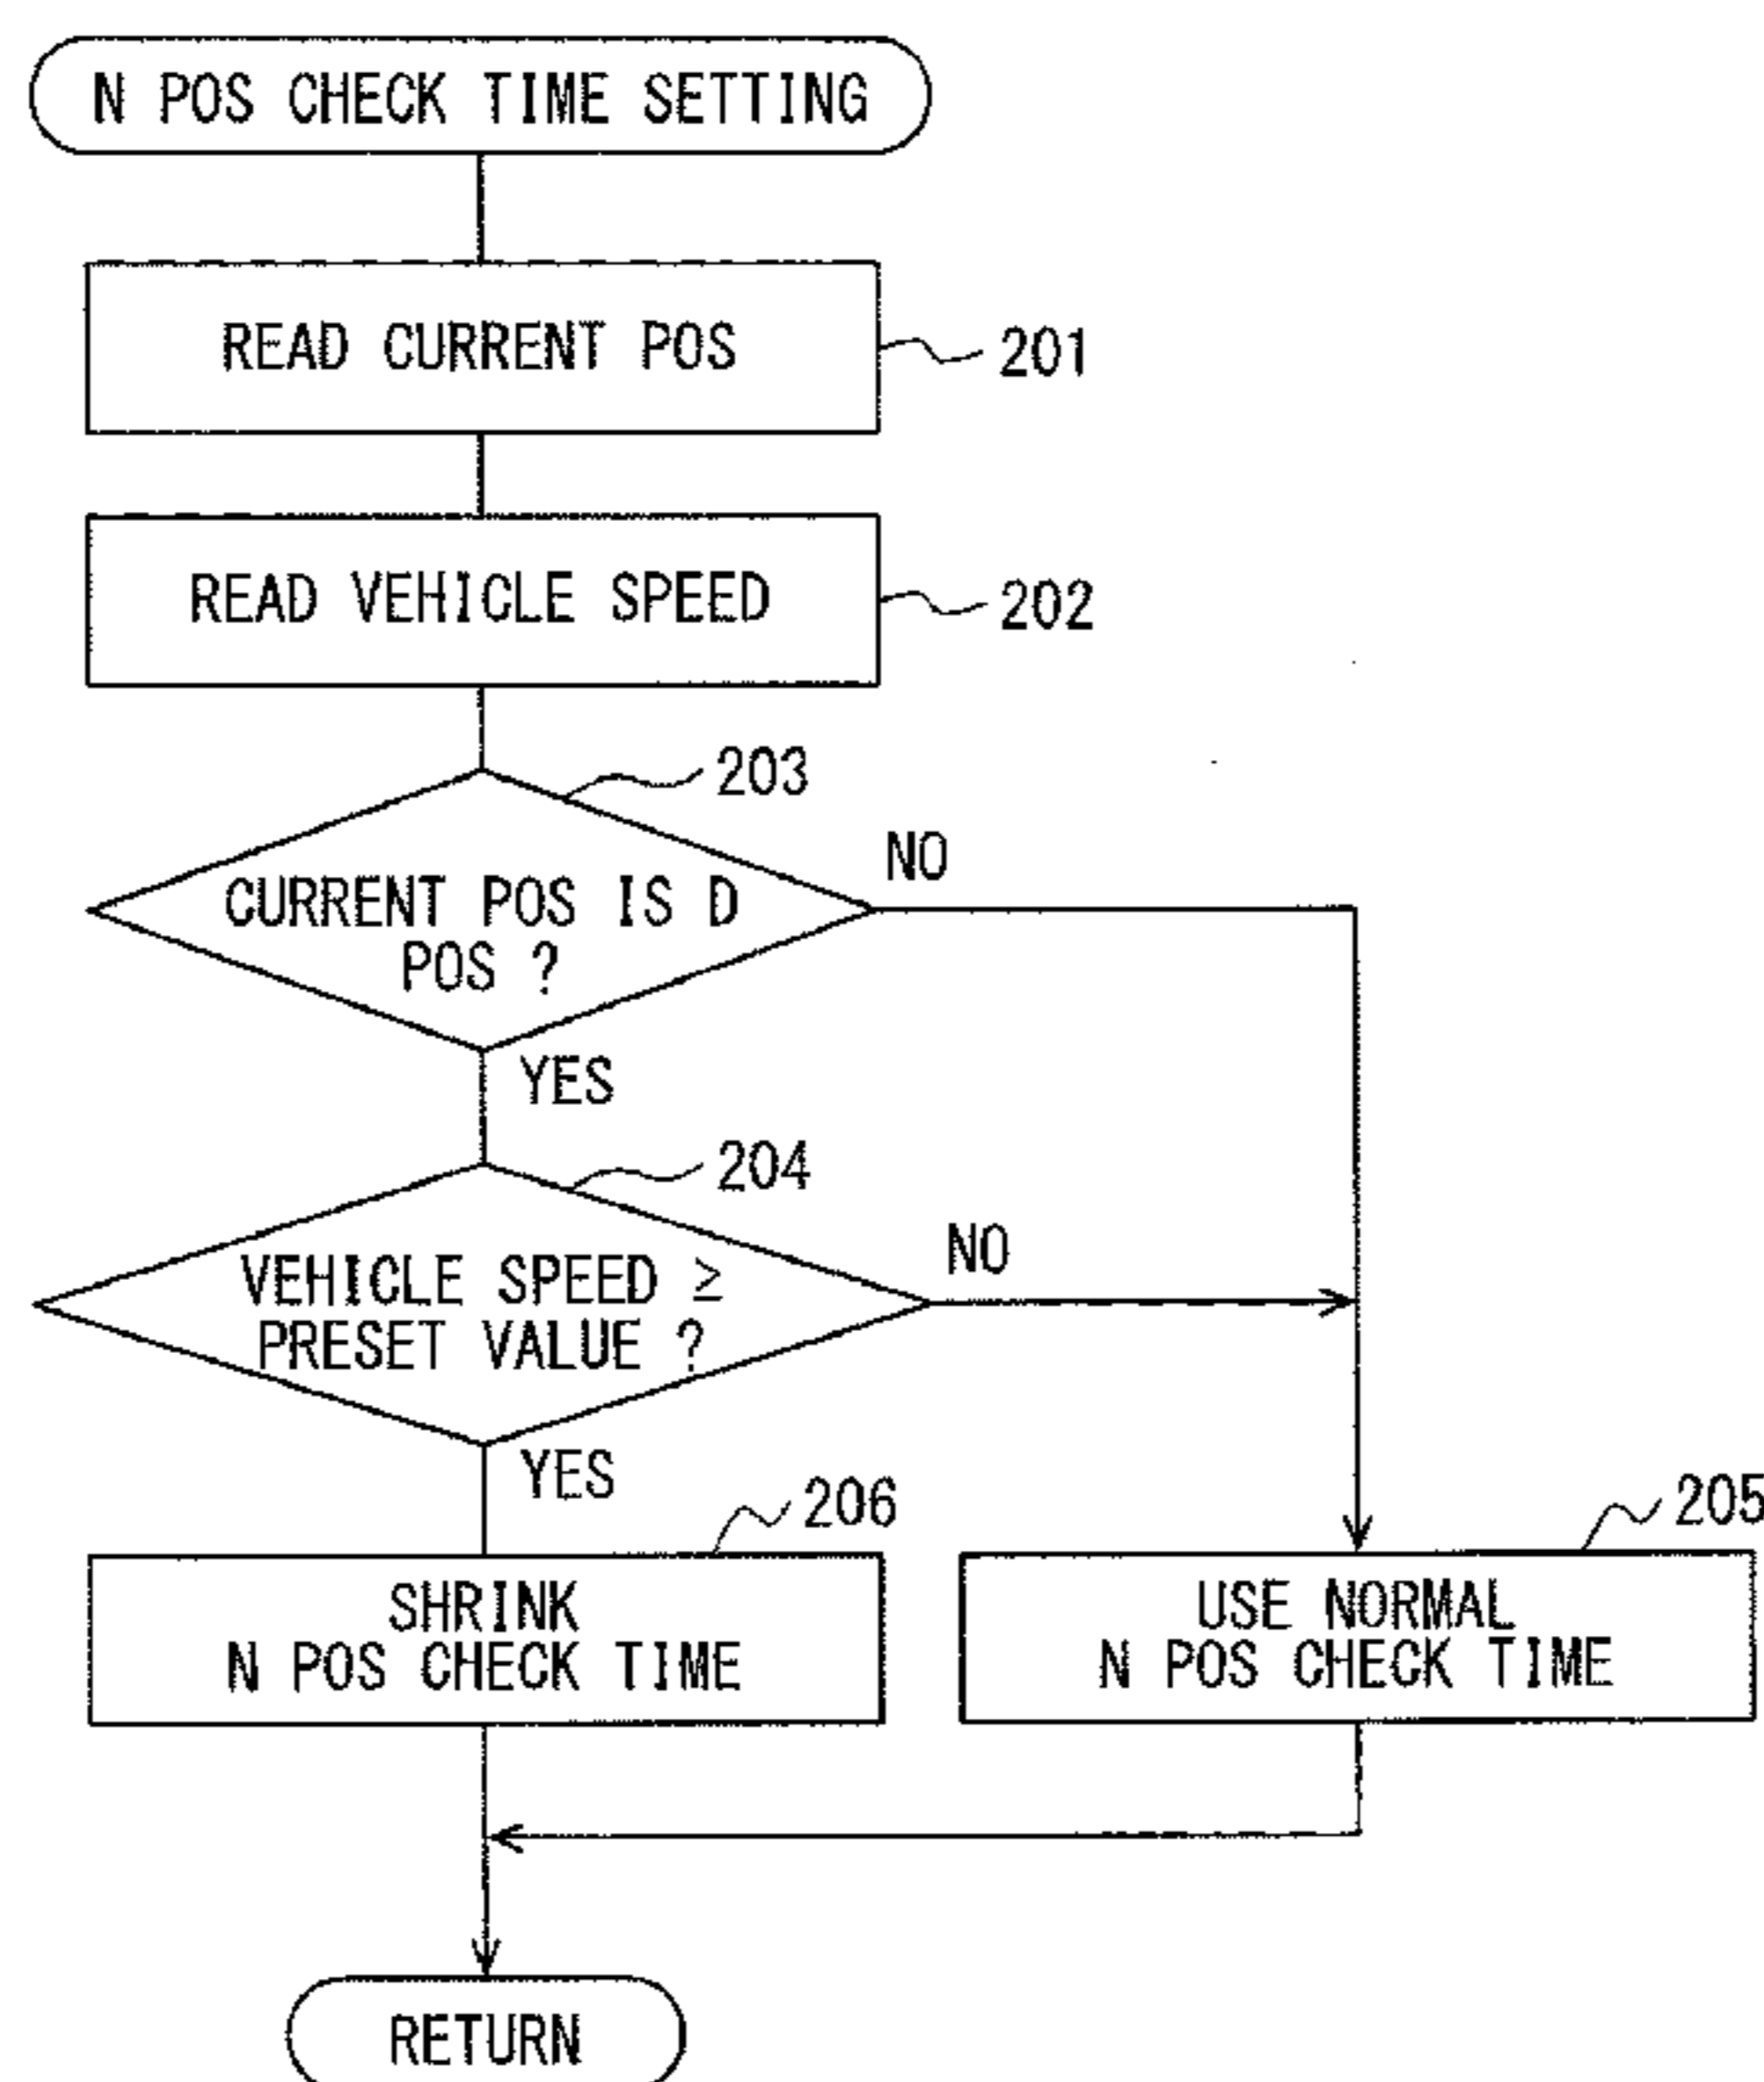 N POS CHECK TIME SETTING
READ CURRENT POS
201
READ VEHICLE SPEED
202
203
CURRENT POS IS D
POS ?
NO
YES
204
VEHICLE SPEED ≥
PRESET VALUE ?
NO
YES
206
SHRINK
N POS CHECK TIME
205
USE NORMAL
N POS CHECK TIME
RETURN